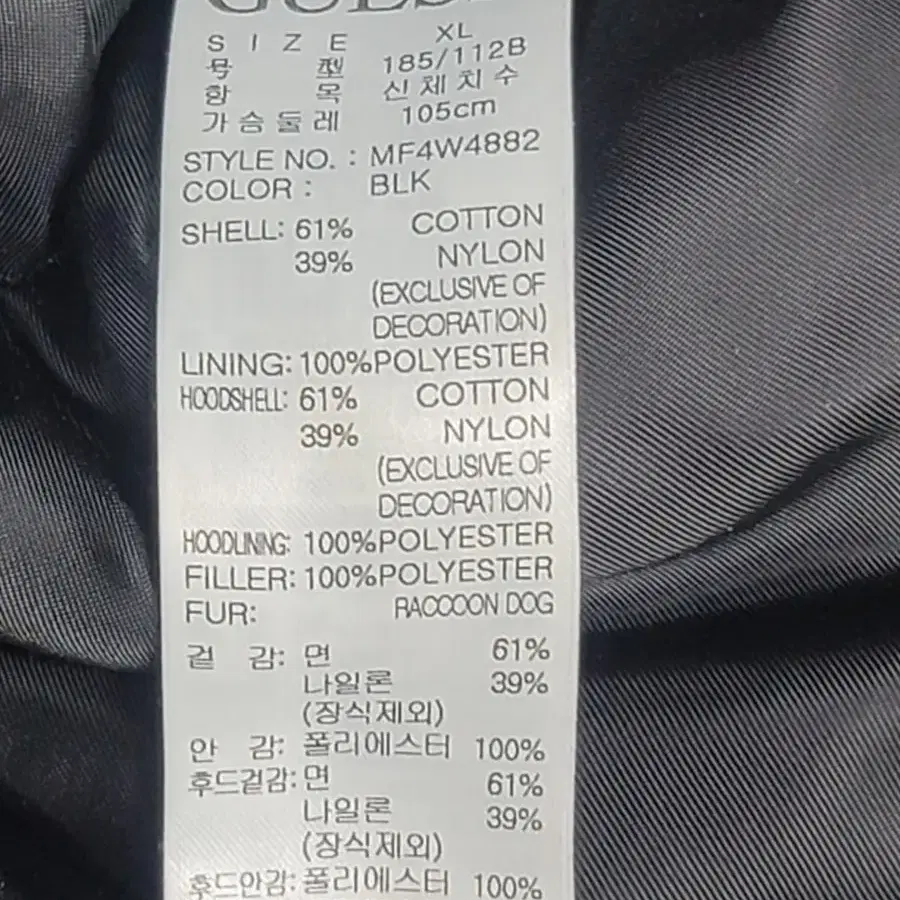 GUESS
S I Z E XL
号 型 185/112B
항 목 신체치수
가슴둘레 105cm
STYLE NO. : MF4W4882
COLOR : BLK
SHELL: 61% COTTON
39% NYLON
(EXCLUSIVE OF
DECORATION)
LINING: 100%POLYESTER
HOODSHELL: 61% COTTON
39% NYLON
(EXCLUSIVE OF
DECORATION)
HOODLINING: 100%POLYESTER
FILLER: 100%POLYESTER
FUR: RACCOON DOG
겉 감: 면 61%
나일론 39%
(장식제외)
안 감: 폴리에스터 100%
후드겉감: 면 61%
나일론 39%
(장식제외)
후드안감: 폴리에스터 100%